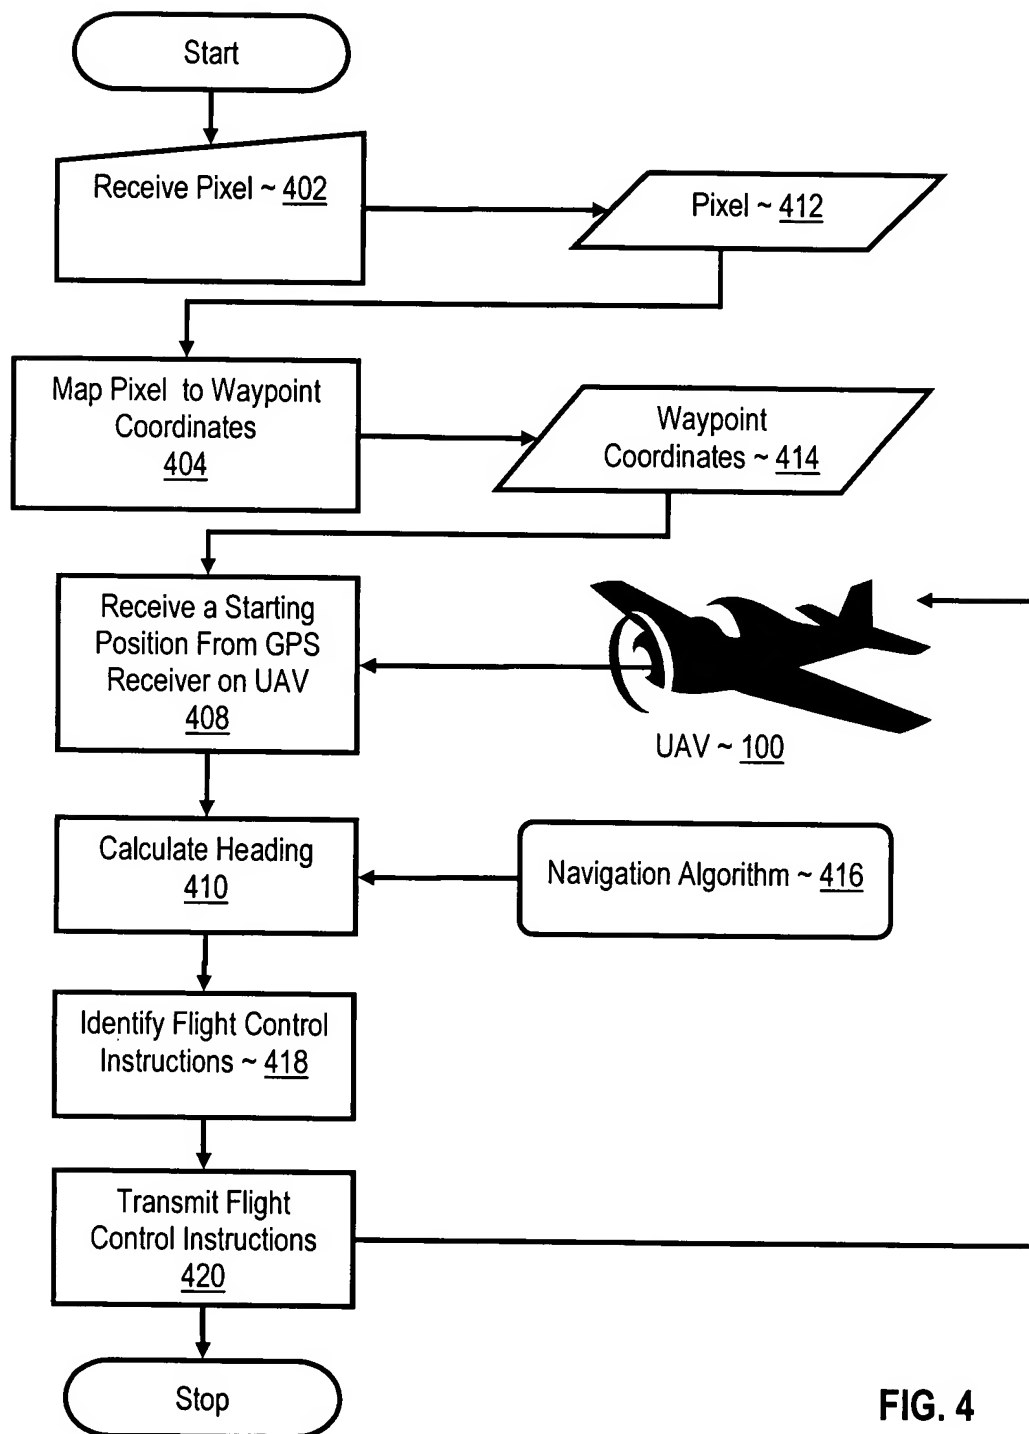 Start
Receive Pixel ~ 402
Pixel ~ 412
Map Pixel to Waypoint
Coordinates
404
Waypoint
Coordinates ~ 414
Receive a Starting
Position From GPS
Receiver on UAV
408
UAV ~ 100
Calculate Heading
410
Navigation Algorithm ~ 416
Identify Flight Control
Instructions ~ 418
Transmit Flight
Control Instructions
420
Stop
FIG. 4